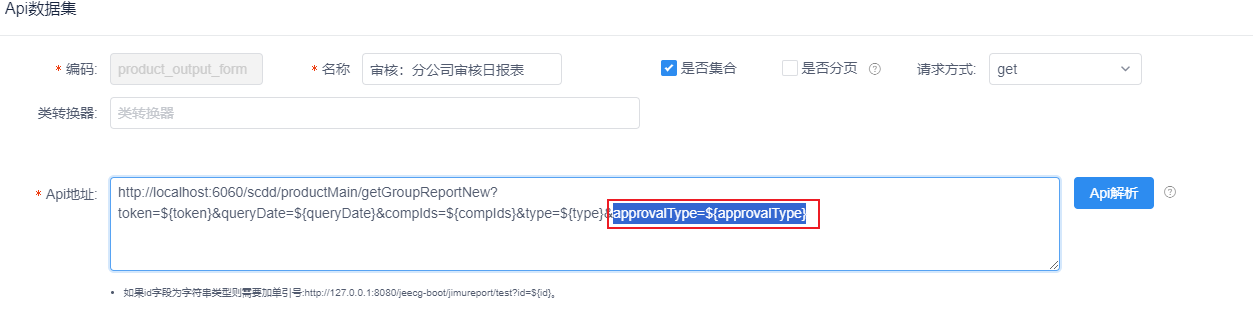 Api数据集
* 编码: product_output_form * 名称 审核：分公司审核日报表 是否集合 是否分页 ? 请求方式: get
类转换器: 类转换器
* Api地址: http://localhost:6060/scdd/productMain/getGroupReportNew? Api解析 ?
token=${token}&queryDate=${queryDate}&compIds=${compIds}&type=${type}&approvalType=${approvalType}
• 如果id字段为字符串类型则需要加单引号:http://127.0.0.1:8080/jeecg-boot/jimureport/test?id=${id}。